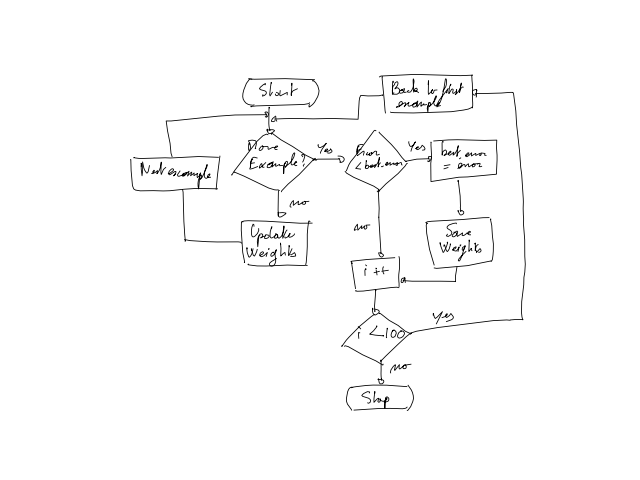 Start
Back to first
example
More
Example?
Yes
Error
< best.error
Yes
best.error
= error
Next example
no
Update
Weights
no
Save
Weights
i ++
i < 100
Yes
no
Stop